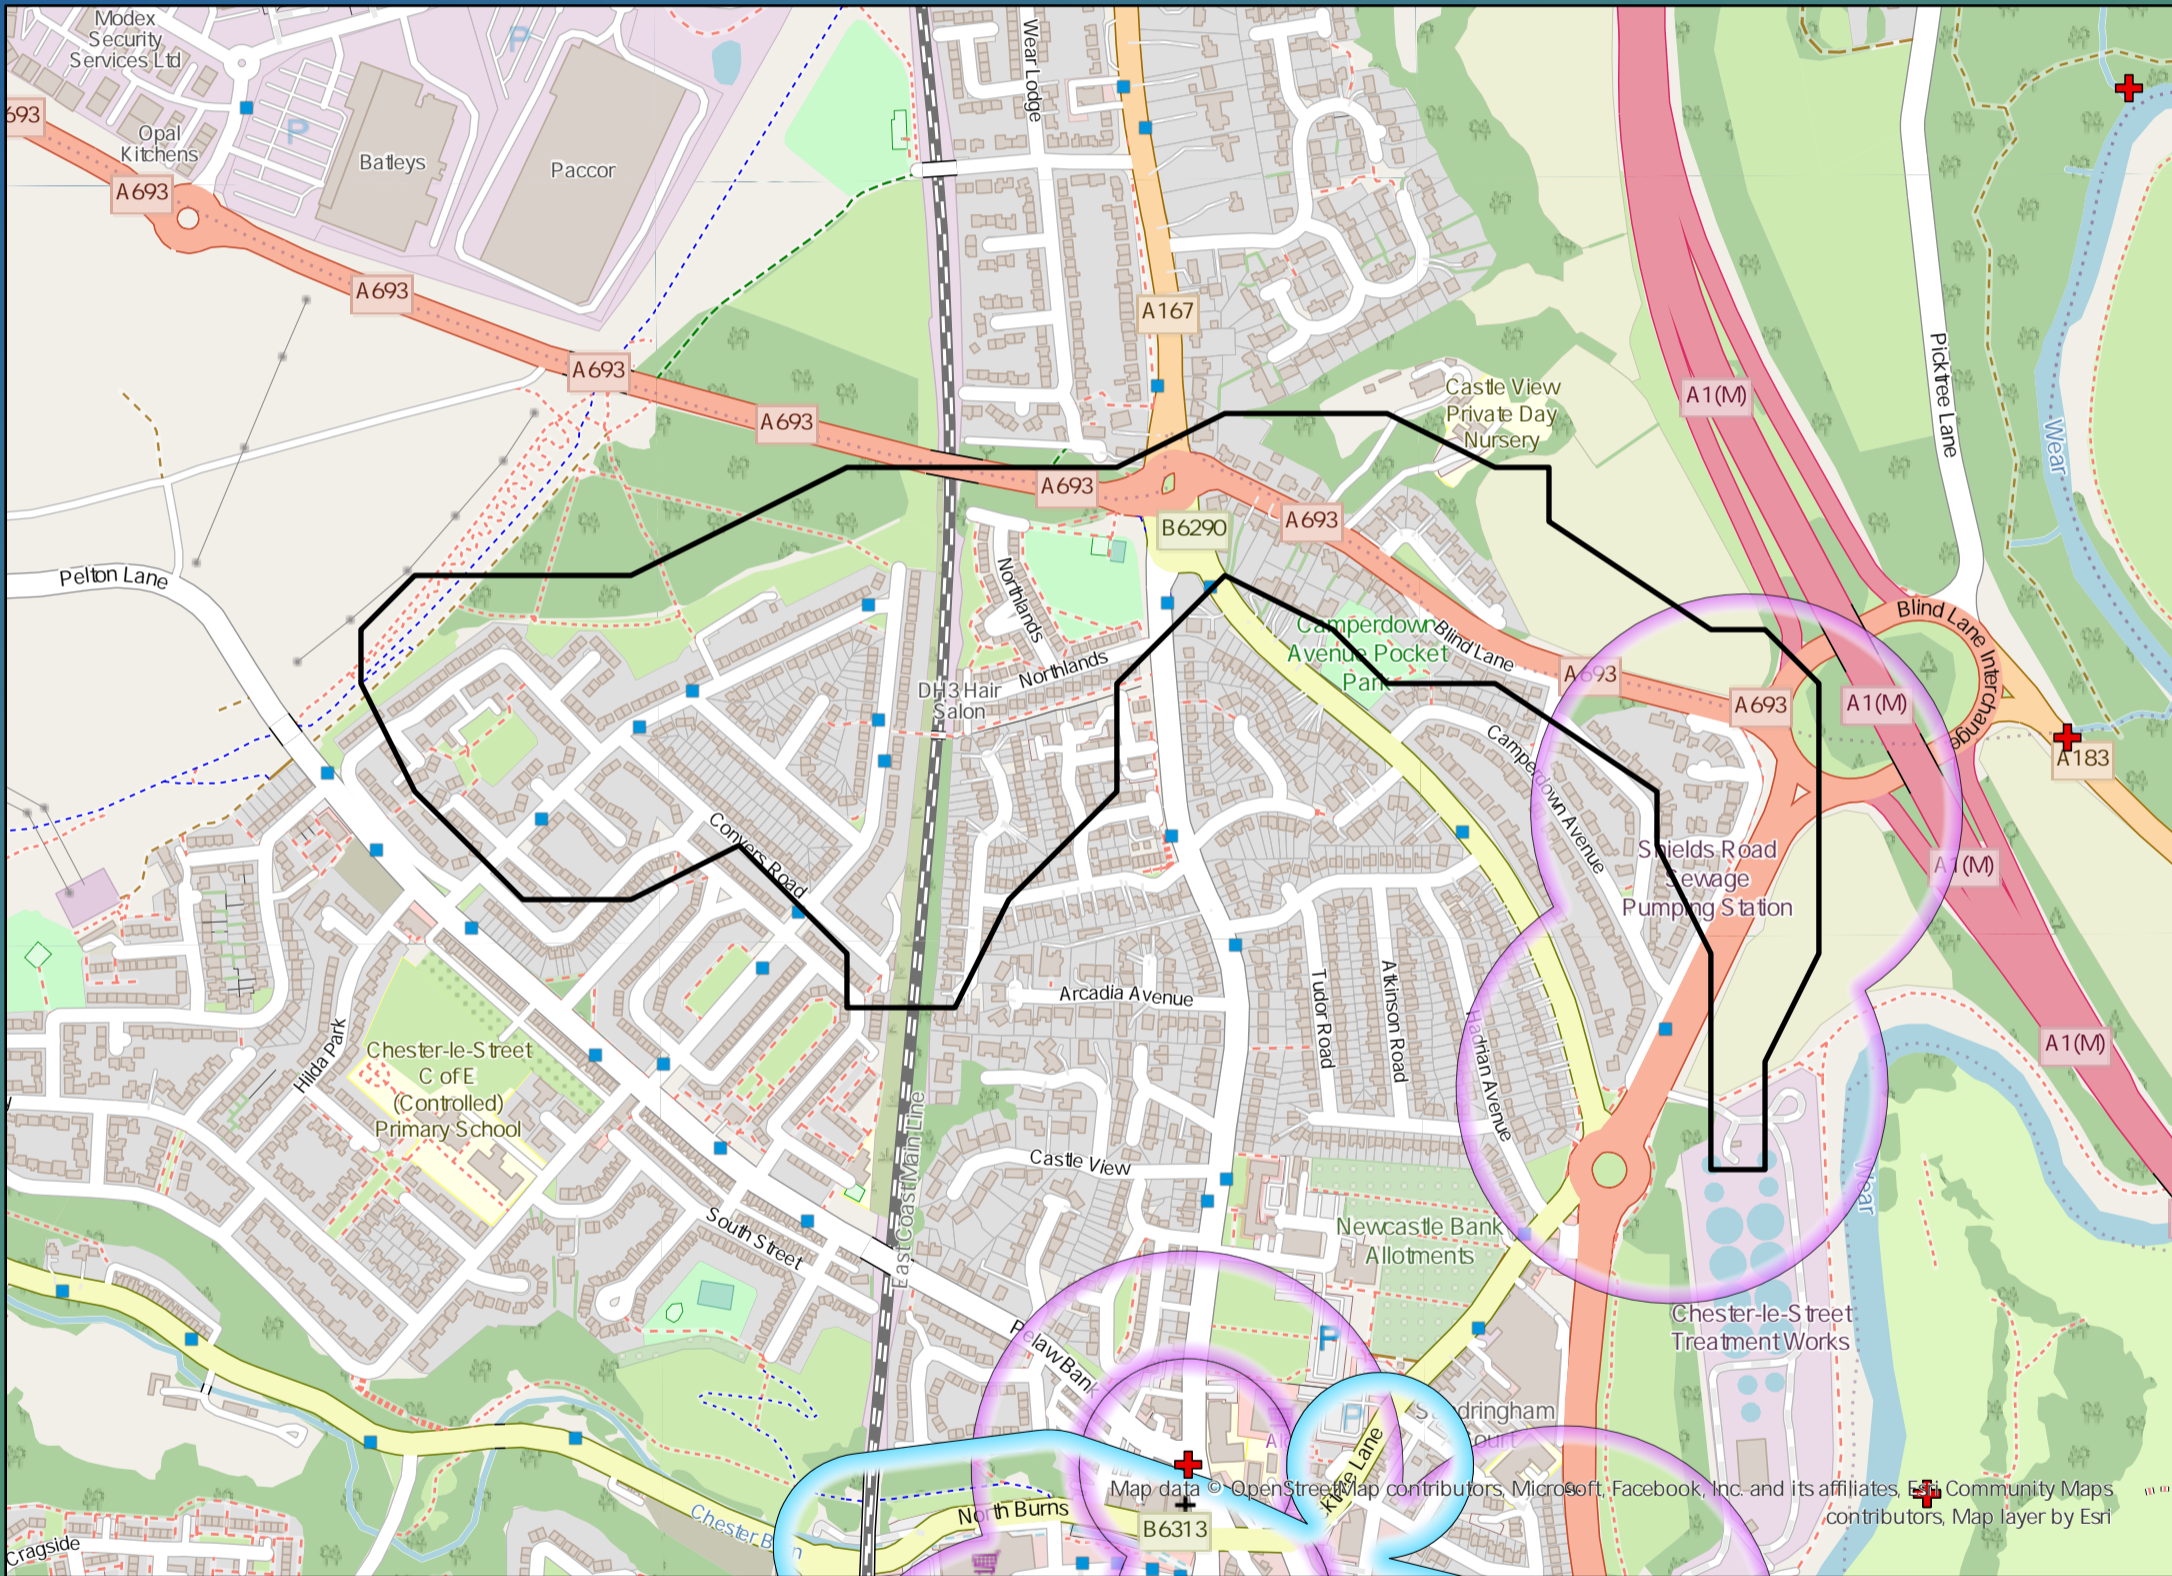 Modex
Security
Services Ltd
Wear Lodge
693
Opal
Kitchens
Batleys
Paccor
A693
A693
A167
A693
A693
A693
B6290
A693
Castle View
Private Day
Nursery
A1(M)
Picktree Lane
Wear
Pelton Lane
Northlands
Northlands
Camperdown
Avenue Pocket
Park
Blind Lane
A693
A693
A1(M)
Blind Lane Interchange
A183
DH3 Hair
Salon
Camperdown Avenue
Conyers Road
Shields Road
Sewage
Pumping Station
A1(M)
Arcadia Avenue
Tudor Road
Atkinson Road
Hadrian Avenue
A1(M)
Hilda Park
Chester-le-Street
C of E
(Controlled)
Primary School
East Coast Main Line
Castle View
Wear
South Street
Newcastle Bank
Allotments
Chester-le-Street
Treatment Works
Pelaw Bank
P
P
P
P
North Burns
Chester
B6313
Cragside
Map data © OpenStreetMap contributors, Microsoft, Facebook, Inc. and its affiliates, Esri Community Maps
contributors, Map layer by Esri